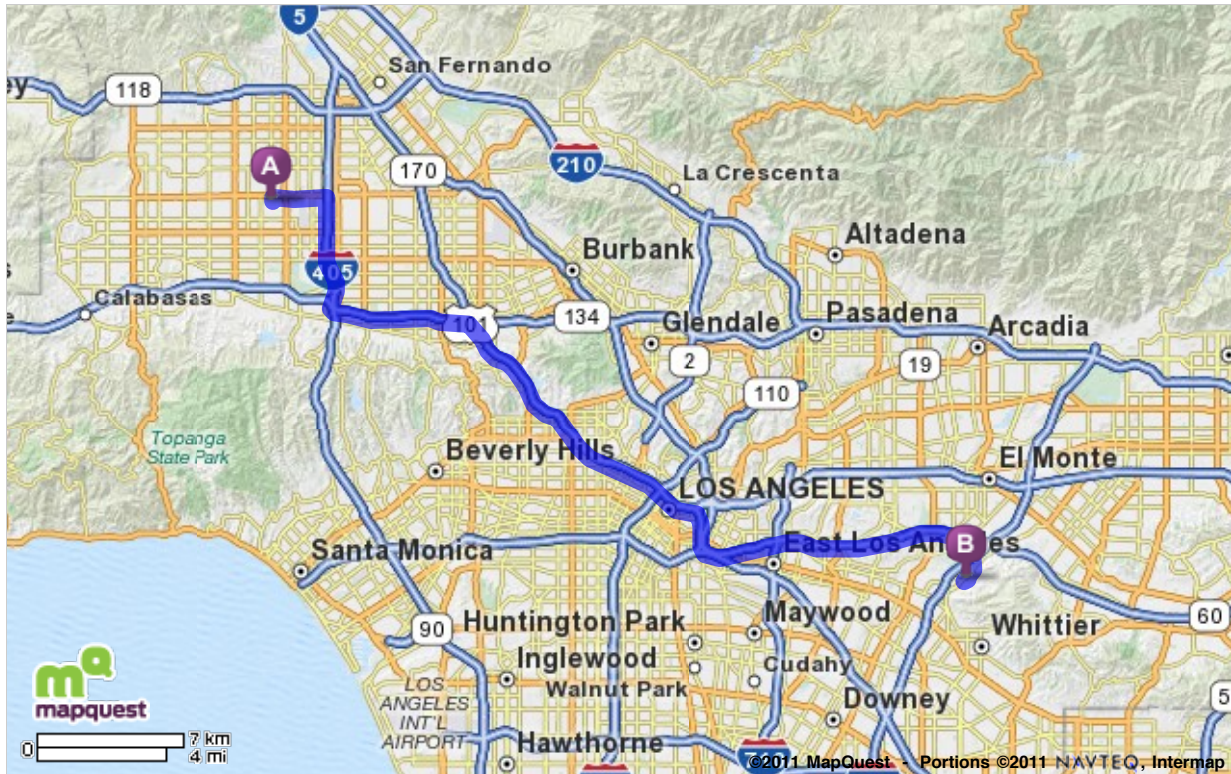 5
San Fernando
ey
118
A
170
210
La Crescenta
Burbank
Altadena
405
Calabasas
101
134
Glendale
Pasadena
Arcadia
2
19
110
Topanga
State Park
Beverly Hills
El Monte
LOS ANGELES
Santa Monica
East Los Angeles
B
90
Huntington Park
Maywood
Whittier
60
Inglewood
Cudahy
Walnut Park
LOS
ANGELES
INT'L
AIRPORT
Downey
5
mq
mapquest
0
7 km
4 mi
Hawthorne
©2011 MapQuest - Portions ©2011 NAVTEQ, Intermap